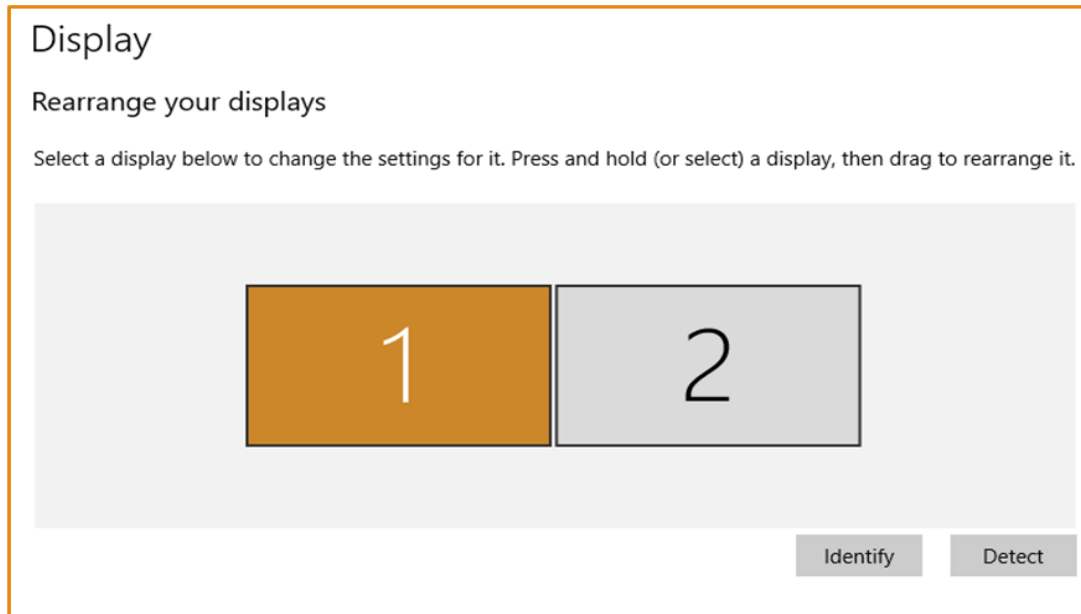 Display
Rearrange your displays
Select a display below to change the settings for it. Press and hold (or select) a display, then drag to rearrange it.
1 2
Identify Detect